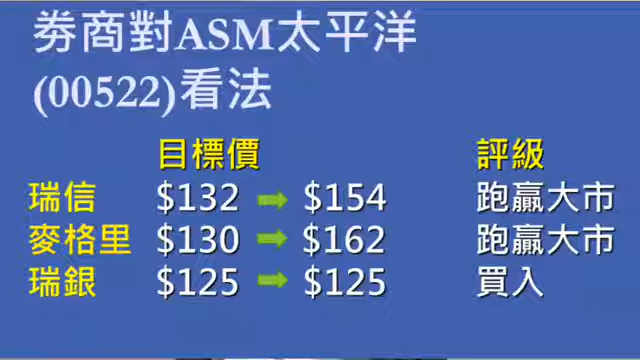 券商對ASM太平洋
(00522)看法
目標價 評級
瑞信 $132 → $154 跑贏大市
麥格里 $130 → $162 跑贏大市
瑞銀 $125 → $125 買入